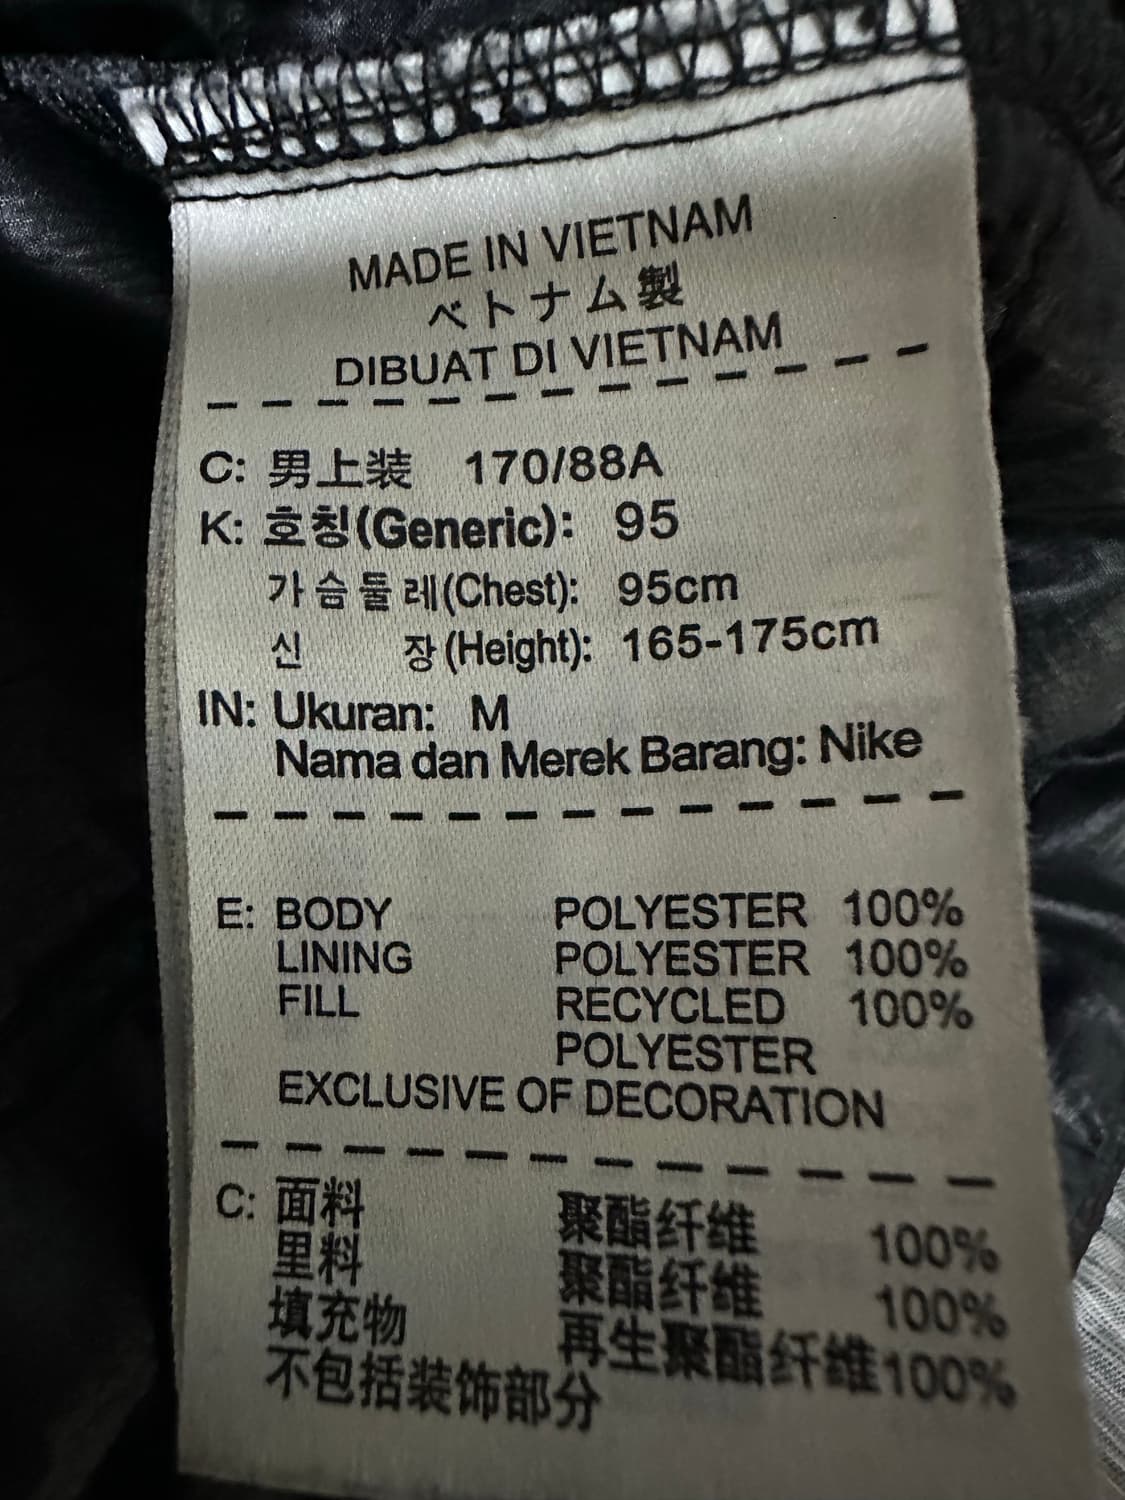 MADE IN VIETNAM
ベトナム製
DIBUAT DI VIETNAM
C: 男上装 170/88A
K: 호칭(Generic): 95
가슴둘레(Chest): 95cm
신 장(Height): 165-175cm
IN: Ukuran: M
Nama dan Merek Barang: Nike
E: BODY POLYESTER 100%
LINING POLYESTER 100%
FILL RECYCLED 100%
POLYESTER
EXCLUSIVE OF DECORATION
C: 面料 聚酯纤维 100%
里料 聚酯纤维 100%
填充物 再生聚酯纤维100%
不包括装饰部分